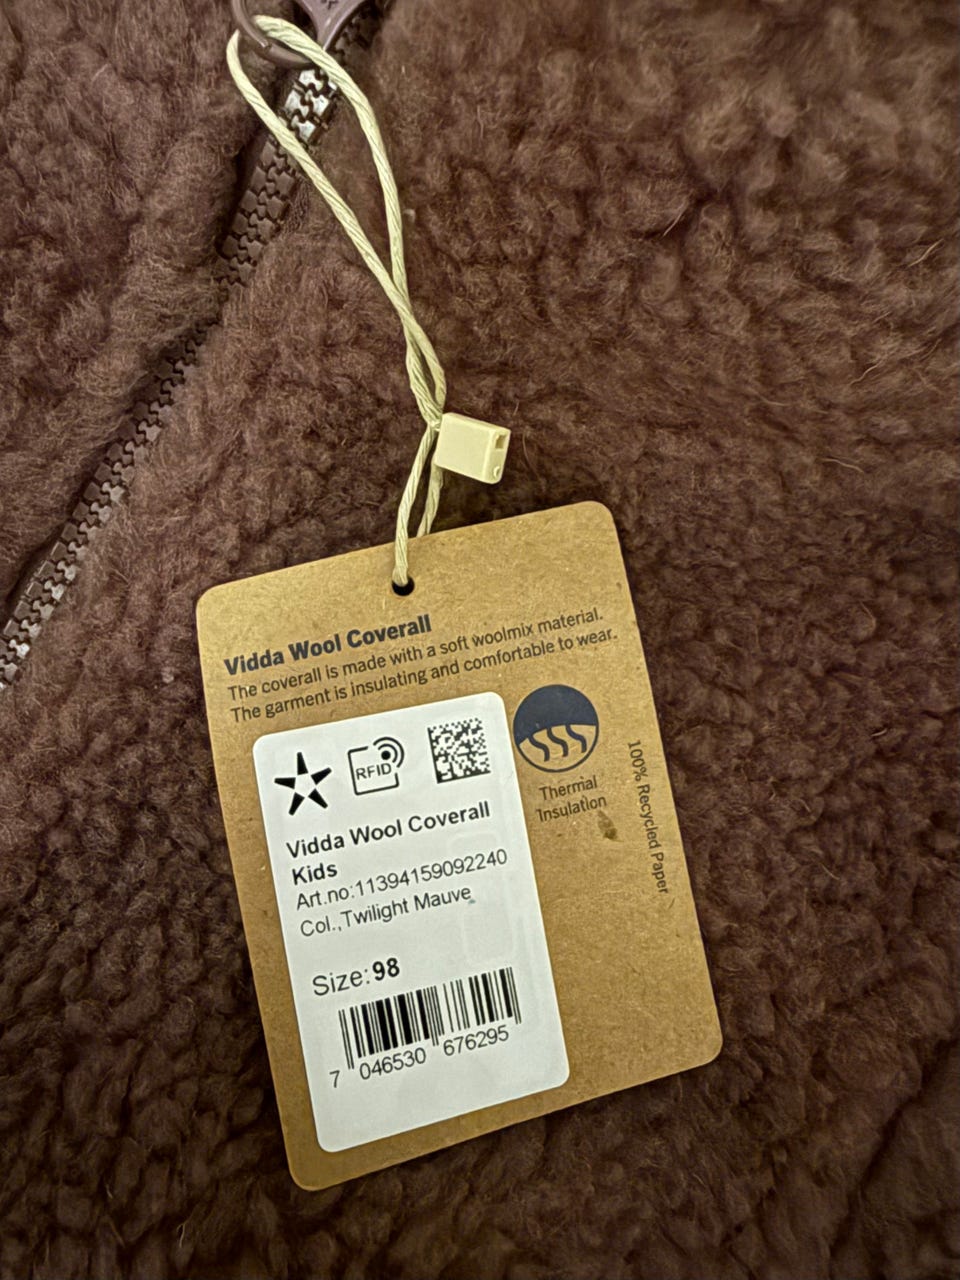 Vidda Wool Coverall
The coverall is made with a soft woolmix material.
The garment is insulating and comfortable to wear.
RFID
Thermal
Insulation
100% Recycled Paper
Vidda Wool Coverall
Kids
Art.no:11394159092240
Col.,Twilight Mauve
Size:98
7 046530 676295